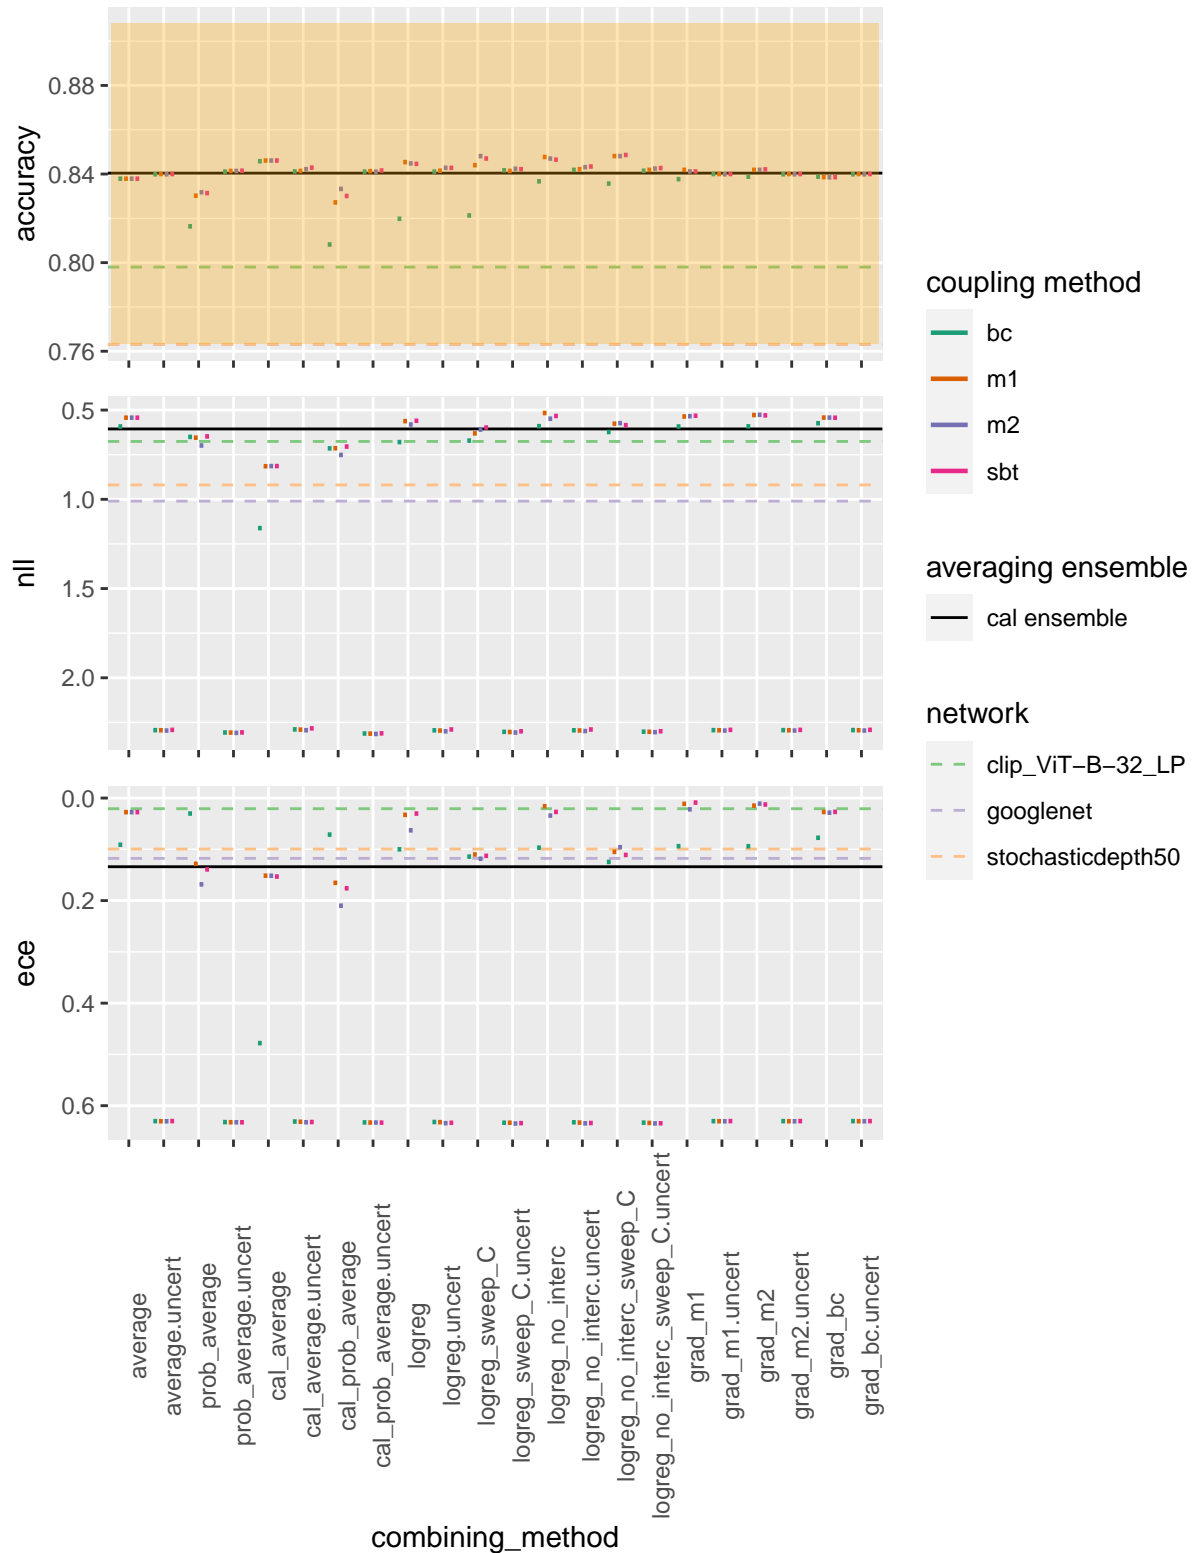 0.88
0.84
0.80
0.76
accuracy
0.5
1.0
1.5
2.0
nll
0.0
0.2
0.4
0.6
ece
average
average.uncert
prob_average
prob_average.uncert
cal_average
cal_average.uncert
cal_prob_average
cal_prob_average.uncert
logreg
logreg.uncert
logreg_sweep_C
logreg_sweep_C.uncert
logreg_no_interc
logreg_no_interc.uncert
logreg_no_interc_sweep_C
logreg_no_interc_sweep_C.uncert
grad_m1
grad_m1.uncert
grad_m2
grad_m2.uncert
grad_bc
grad_bc.uncert
combining_method
coupling method
bc
m1
m2
sbt
averaging ensemble
cal ensemble
network
clip_ViT−B−32_LP
googlenet
stochasticdepth50